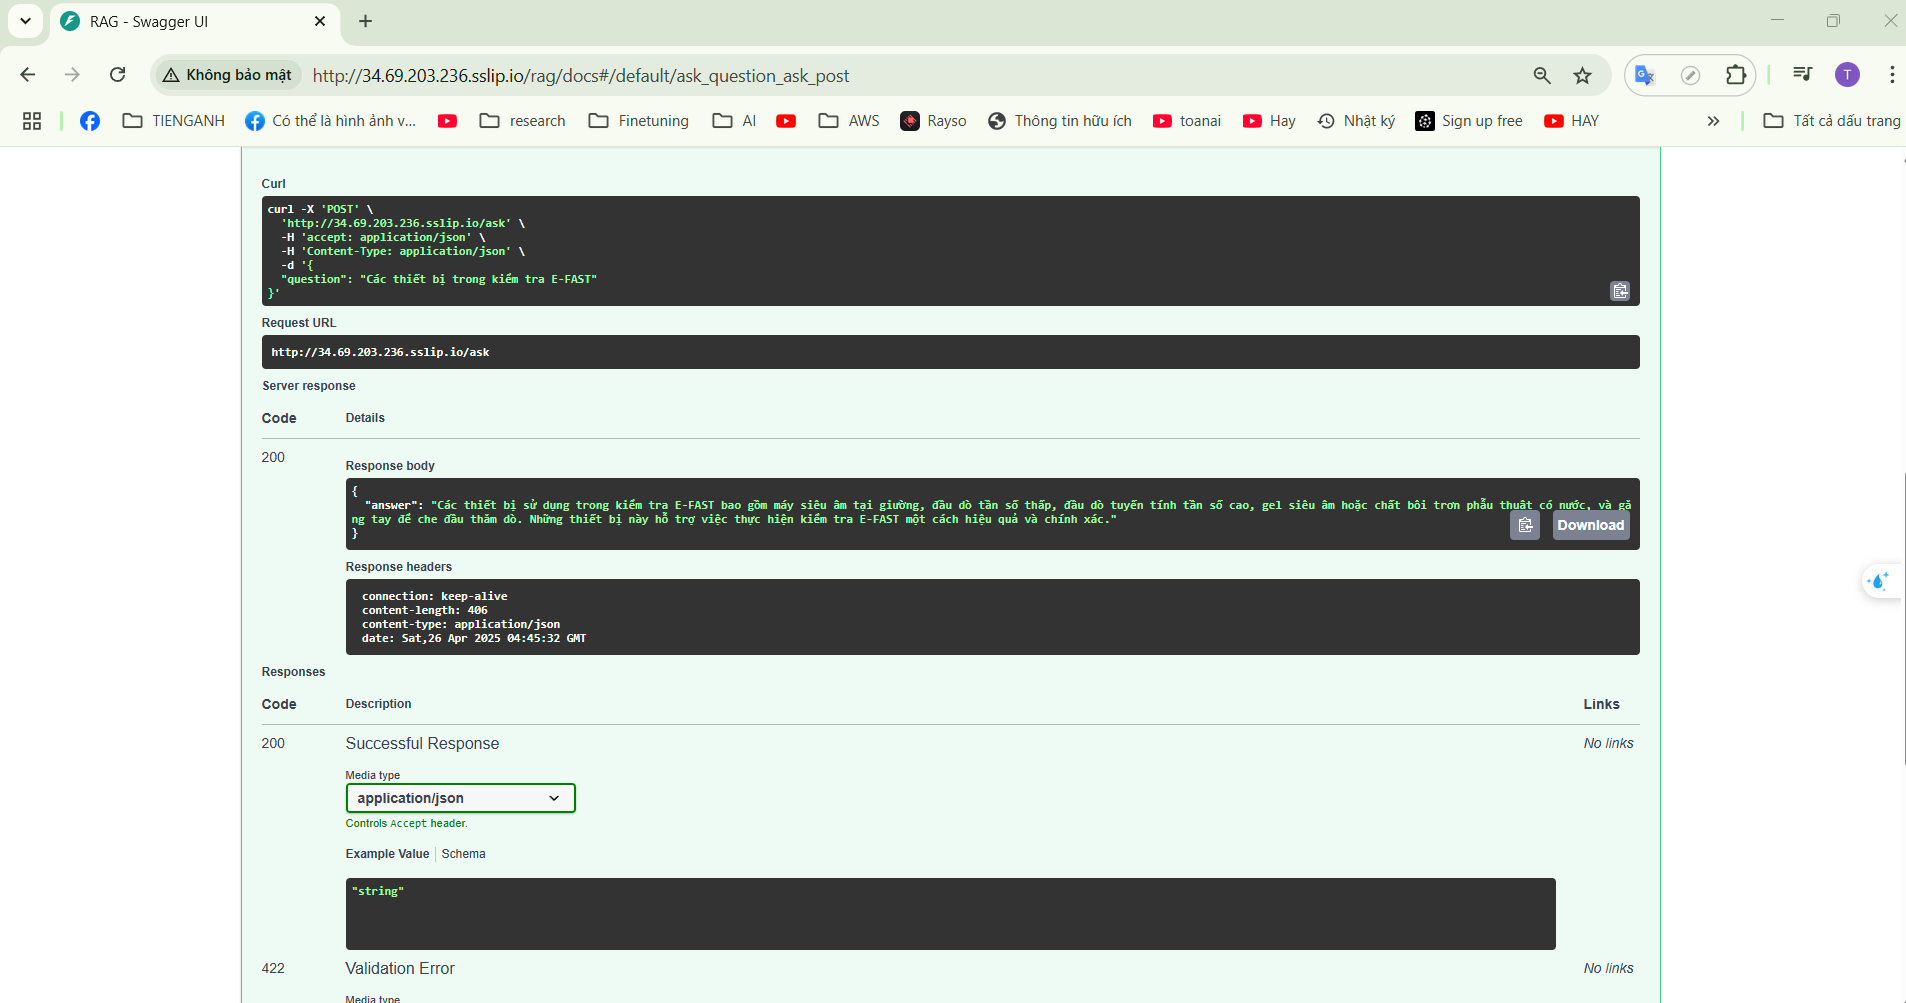 RAG - Swagger UI
Không bảo mật
http://34.69.203.236.sslip.io/rag/docs#/default/ask_question_ask_post
T
TIENGANH
Có thể là hình ảnh v...
research
Finetuning
AI
AWS
Rayso
Thông tin hữu ích
toanai
Hay
Nhật ký
Sign up free
HAY
Tất cả dấu trang
Curl
curl -X 'POST' \
'http://34.69.203.236.sslip.io/ask' \
-H 'accept: application/json' \
-H 'Content-Type: application/json' \
-d '{
"question": "Các thiết bị trong kiểm tra E-FAST"
}'
Request URL
http://34.69.203.236.sslip.io/ask
Server response
Code Details
200
Response body
{
"answer": "Các thiết bị sử dụng trong kiểm tra E-FAST bao gồm máy siêu âm tại giường, đầu dò tần số thấp, đầu dò tuyến tính tần số cao, gel siêu âm hoặc chất bôi trơn phẫu thuật có nước, và gă
ng tay để che đầu thăm dò. Những thiết bị này hỗ trợ việc thực hiện kiểm tra E-FAST một cách hiệu quả và chính xác."
}
Download
Response headers
connection: keep-alive
content-length: 406
content-type: application/json
date: Sat,26 Apr 2025 04:45:32 GMT
Responses
Code Description Links
200 Successful Response No links
Media type
application/json
Controls Accept header.
Example Value Schema
"string"
422 Validation Error No links
Media type